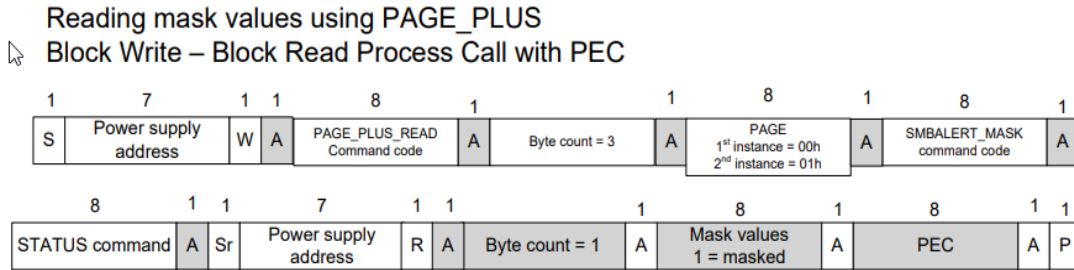 Reading mask values using PAGE_PLUS
Block Write – Block Read Process Call with PEC
1 7 1 1 8 1 1 8 1 8 1
S Power supply address W A PAGE_PLUS_READ Command code A Byte count = 3 A PAGE 1st instance = 00h 2nd instance = 01h A SMBALERT_MASK command code A
8 1 1 7 1 1 1 8 1 8 1 1
STATUS command A Sr Power supply address R A Byte count = 1 A Mask values 1 = masked A PEC A P